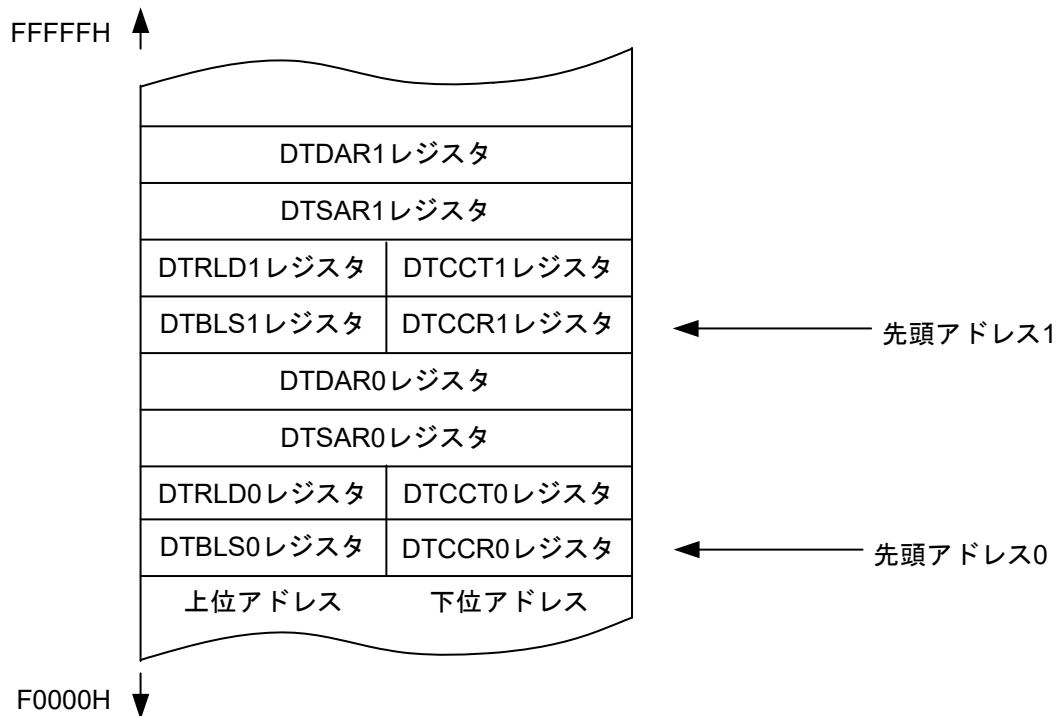 FFFFFH
DTDAR1レジスタ
DTSAR1レジスタ
DTRLD1レジスタ DTCCT1レジスタ
DTBLS1レジスタ DTCCR1レジスタ 先頭アドレス1
DTDAR0レジスタ
DTSAR0レジスタ
DTRLD0レジスタ DTCCT0レジスタ
DTBLS0レジスタ DTCCR0レジスタ 先頭アドレス0
上位アドレス 下位アドレス
F0000H